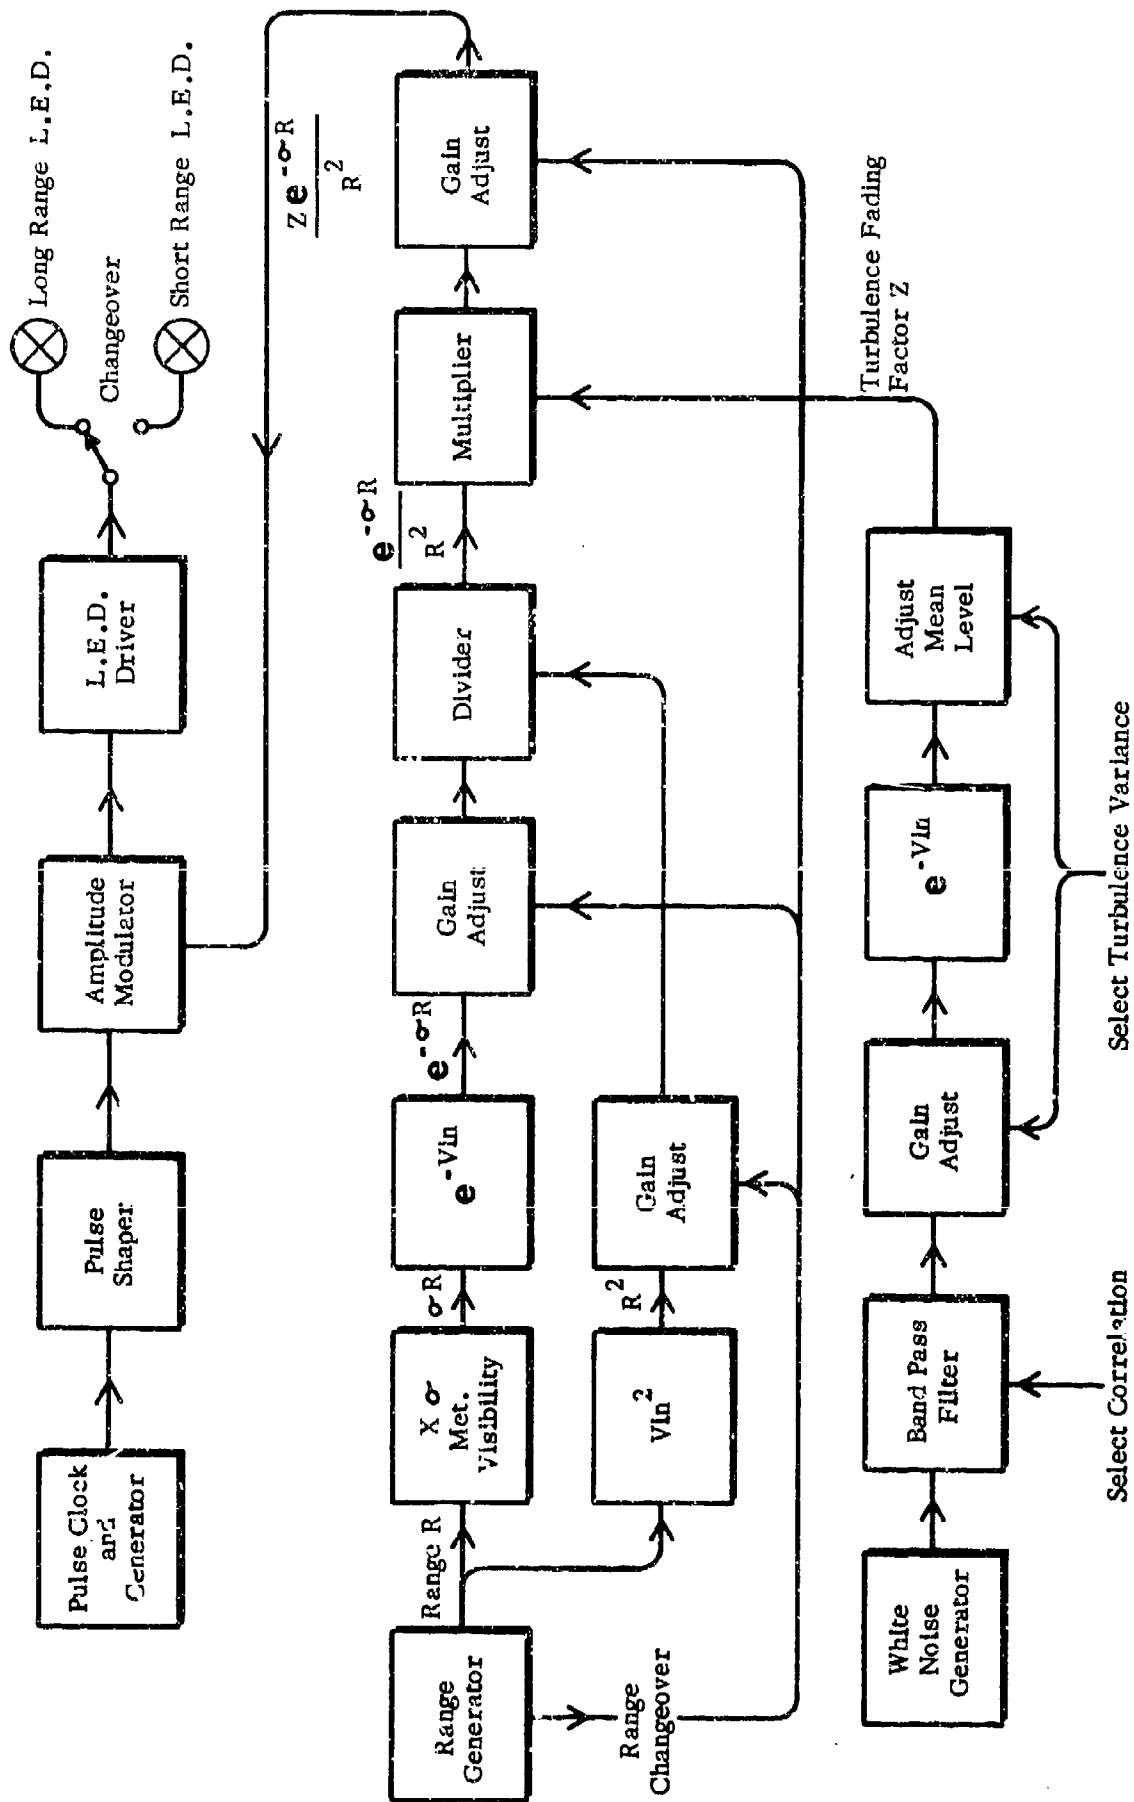 Long Range L.E.D.
Changeover
Short Range L.E.D.
Pulse Clock
and
Generator
Pulse
Shaper
Amplitude
Modulator
L.E.D.
Driver
Z e^-σR
R^2
Range
Generator
Range R
X σ
Met.
Visibility
σR
e^-Vin
e^-σR
Gain
Adjust
Divider
e^-σR
R^2
Multiplier
Gain
Adjust
Vin^2
R^2
Gain
Adjust
Range
Changeover
Turbulence Fading
Factor Z
White
Noise
Generator
Band Pass
Filter
Gain
Adjust
e^-Vin
Adjust
Mean
Level
Select Correlation
Select Turbulence Variance